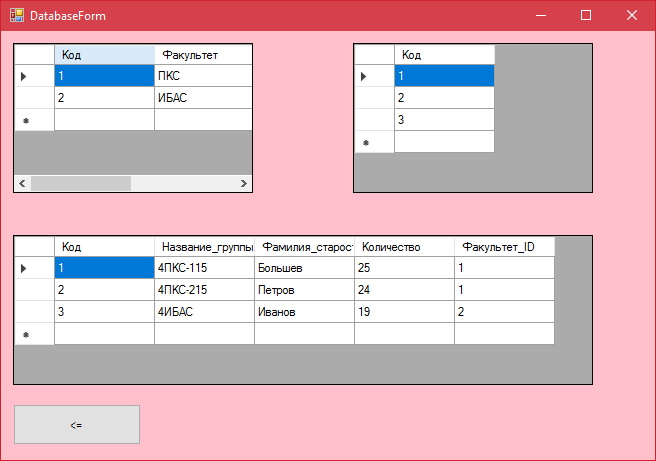 DatabaseForm
Код Факультет
1 ПКС
2 ИБАС
Код
1
2
3
Код Название_группы Фамилия_старос Количество Факультет_ID
1 4ПКС-115 Большев 25 1
2 4ПКС-215 Петров 24 1
3 4ИБАС Иванов 19 2
<=